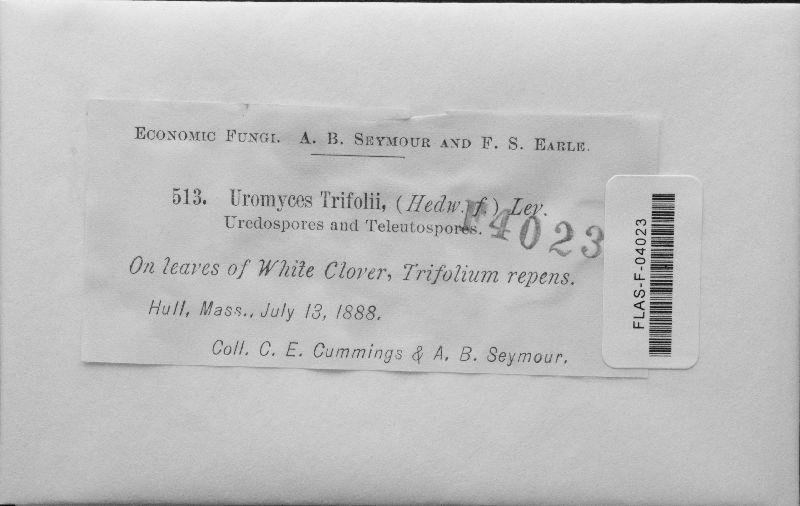 Economic Fungi. A. B. Seymour and F. S. Earle.
513. Uromyces Trifolii, (Hedw. f.) Lev.
Uredospores and Teleutospores.
F4023
On leaves of White Clover, Trifolium repens.
Hull, Mass., July 13, 1888.
Coll. C. E. Cummings & A. B. Seymour.
FLAS-F-04023